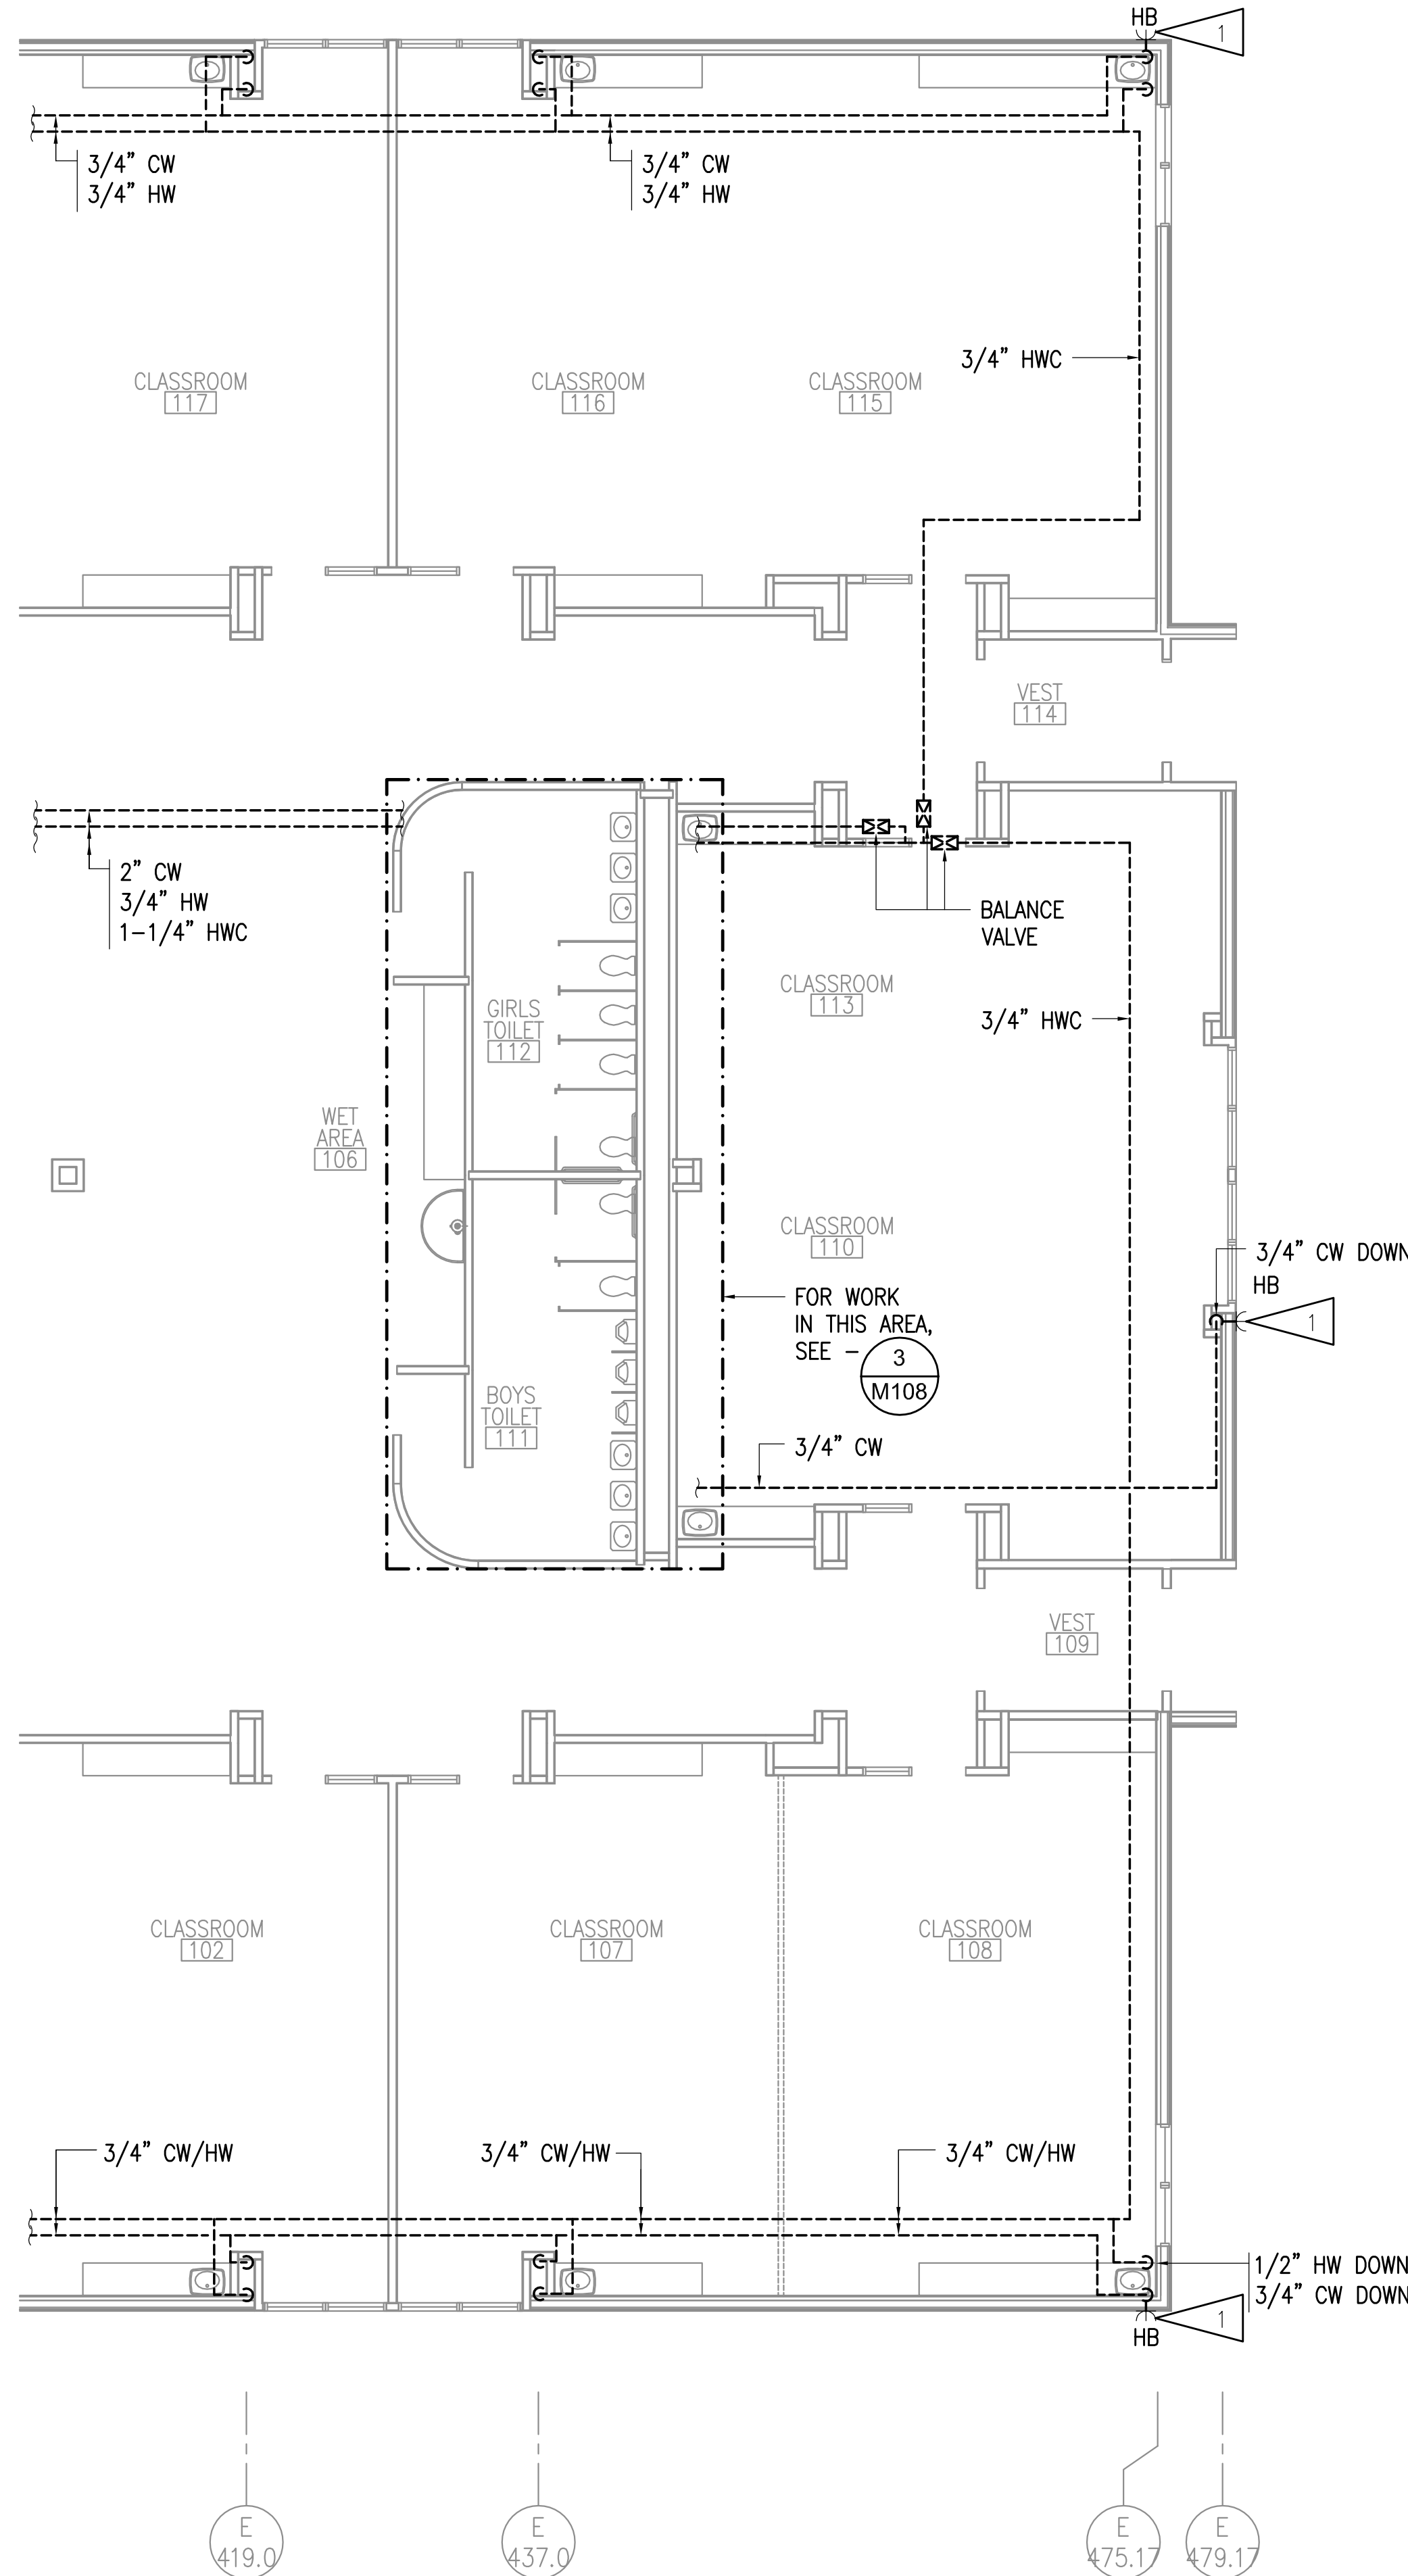 HB
1
3/4" CW
3/4" HW
3/4" CW
3/4" HW
3/4" HWC
CLASSROOM
117
CLASSROOM
116
CLASSROOM
115
VEST
114
2" CW
3/4" HW
1-1/4" HWC
BALANCE
VALVE
CLASSROOM
113
3/4" HWC
GIRLS
TOILET
112
WET
AREA
106
CLASSROOM
110
3/4" CW DOWN
HB
1
FOR WORK
IN THIS AREA,
SEE -
3
M108
BOYS
TOILET
111
3/4" CW
VEST
109
CLASSROOM
102
CLASSROOM
107
CLASSROOM
108
3/4" CW/HW
3/4" CW/HW
3/4" CW/HW
1/2" HW DOWN
3/4" CW DOWN
1
HB
E
419.0
E
437.0
E
475.17
E
479.17